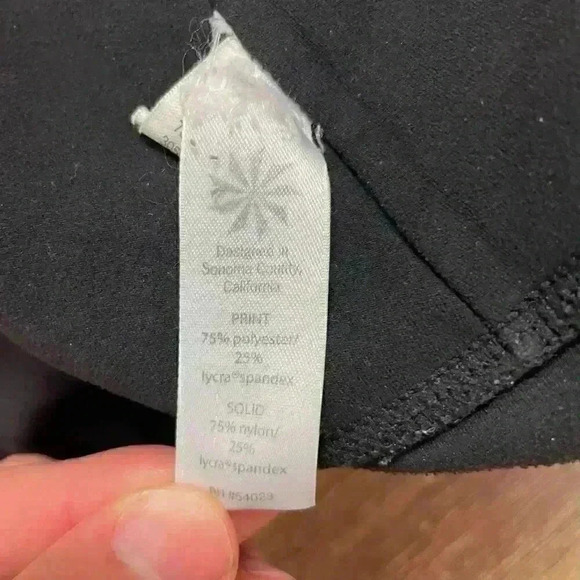 Designed in
Sonoma County,
California
PRINT
75% polyester/
25%
lycra®spandex
SOLID
75% nylon/
25%
lycra®spandex